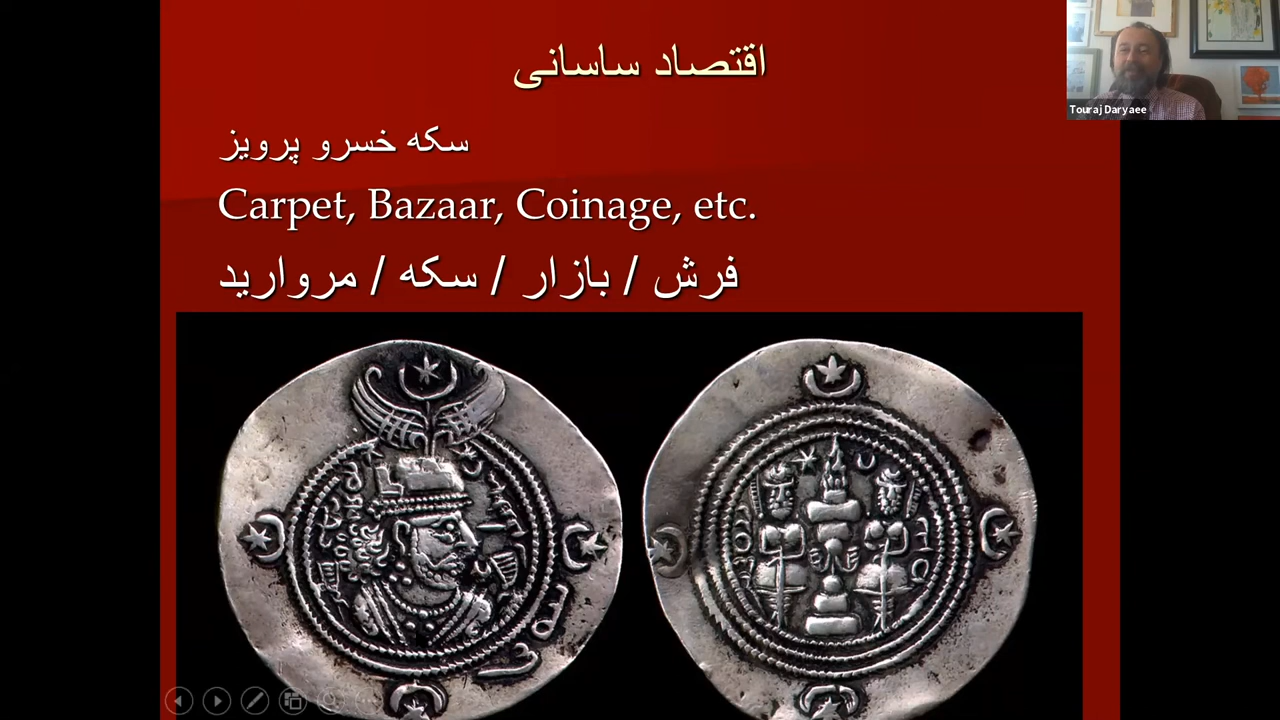 اقتصاد ساسانی
سکه خسرو پرویز
Carpet, Bazaar, Coinage, etc.
فرش / بازار / سکه / مروارید
Touraj Daryaee